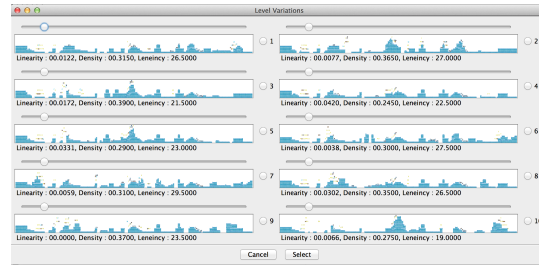 Level Variations
1
2
Linearity : 00.0122, Density : 00.3150, Leneincy : 26.5000
Linearity : 00.0077, Density : 00.3650, Leneincy : 27.0000
3
4
Linearity : 00.0172, Density : 00.3900, Leneincy : 21.5000
Linearity : 00.0420, Density : 00.2450, Leneincy : 22.5000
5
6
Linearity : 00.0331, Density : 00.2900, Leneincy : 23.0000
Linearity : 00.0038, Density : 00.3000, Leneincy : 27.5000
7
8
Linearity : 00.0059, Density : 00.3100, Leneincy : 29.5000
Linearity : 00.0302, Density : 00.3500, Leneincy : 26.5000
9
10
Linearity : 00.0000, Density : 00.3700, Leneincy : 23.5000
Linearity : 00.0066, Density : 00.2750, Leneincy : 19.0000
Cancel
Select